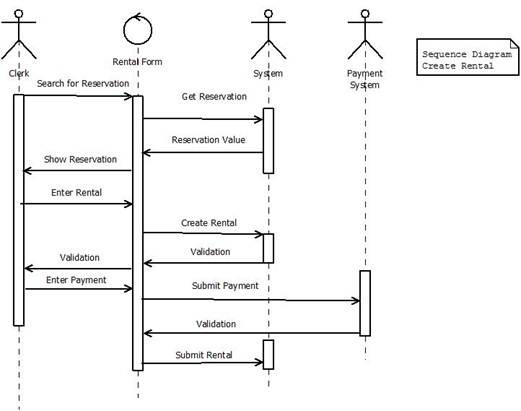 Clerk
Rental Form
System
Payment
System
Sequence Diagram
Create Rental
Search for Reservation
Get Reservation
Reservation Value
Show Reservation
Enter Rental
Create Rental
Validation
Validation
Enter Payment
Submit Payment
Validation
Submit Rental